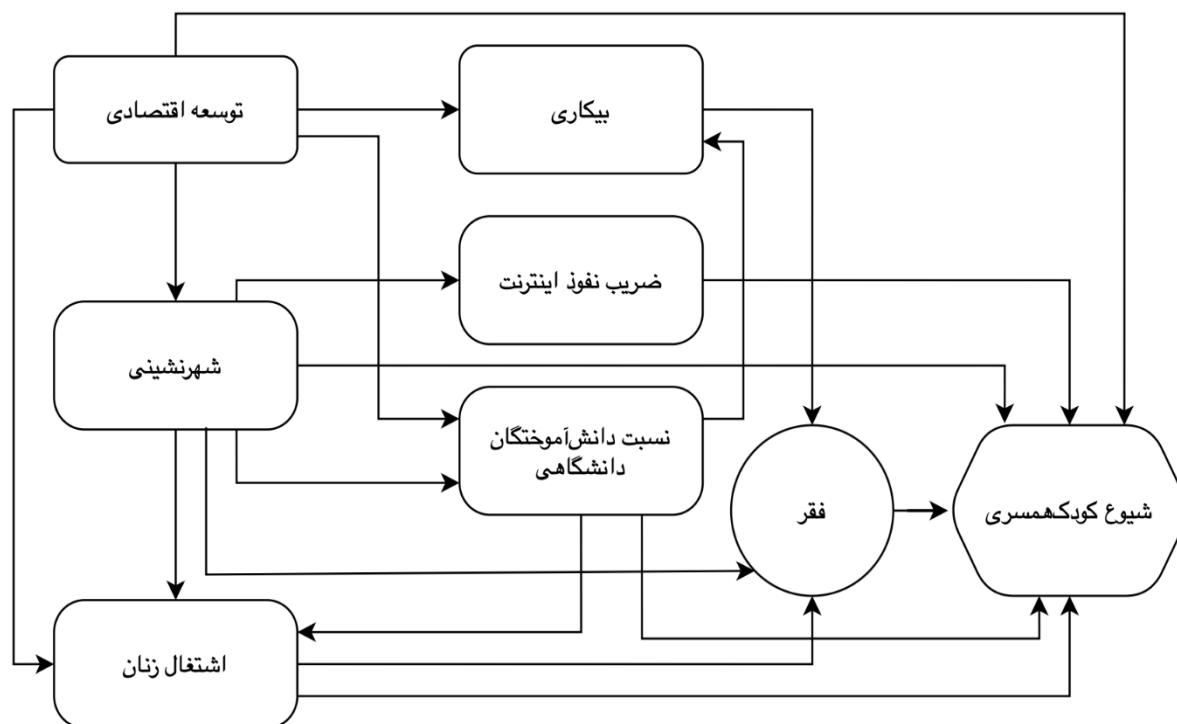 توسعه اقتصادی
بیکاری
ضریب نفوذ اینترنت
شهرنشینی
نسبت دانش‌آموختگان
دانشگاهی
فقر
شیوع کودک‌همسری
اشتغال زنان